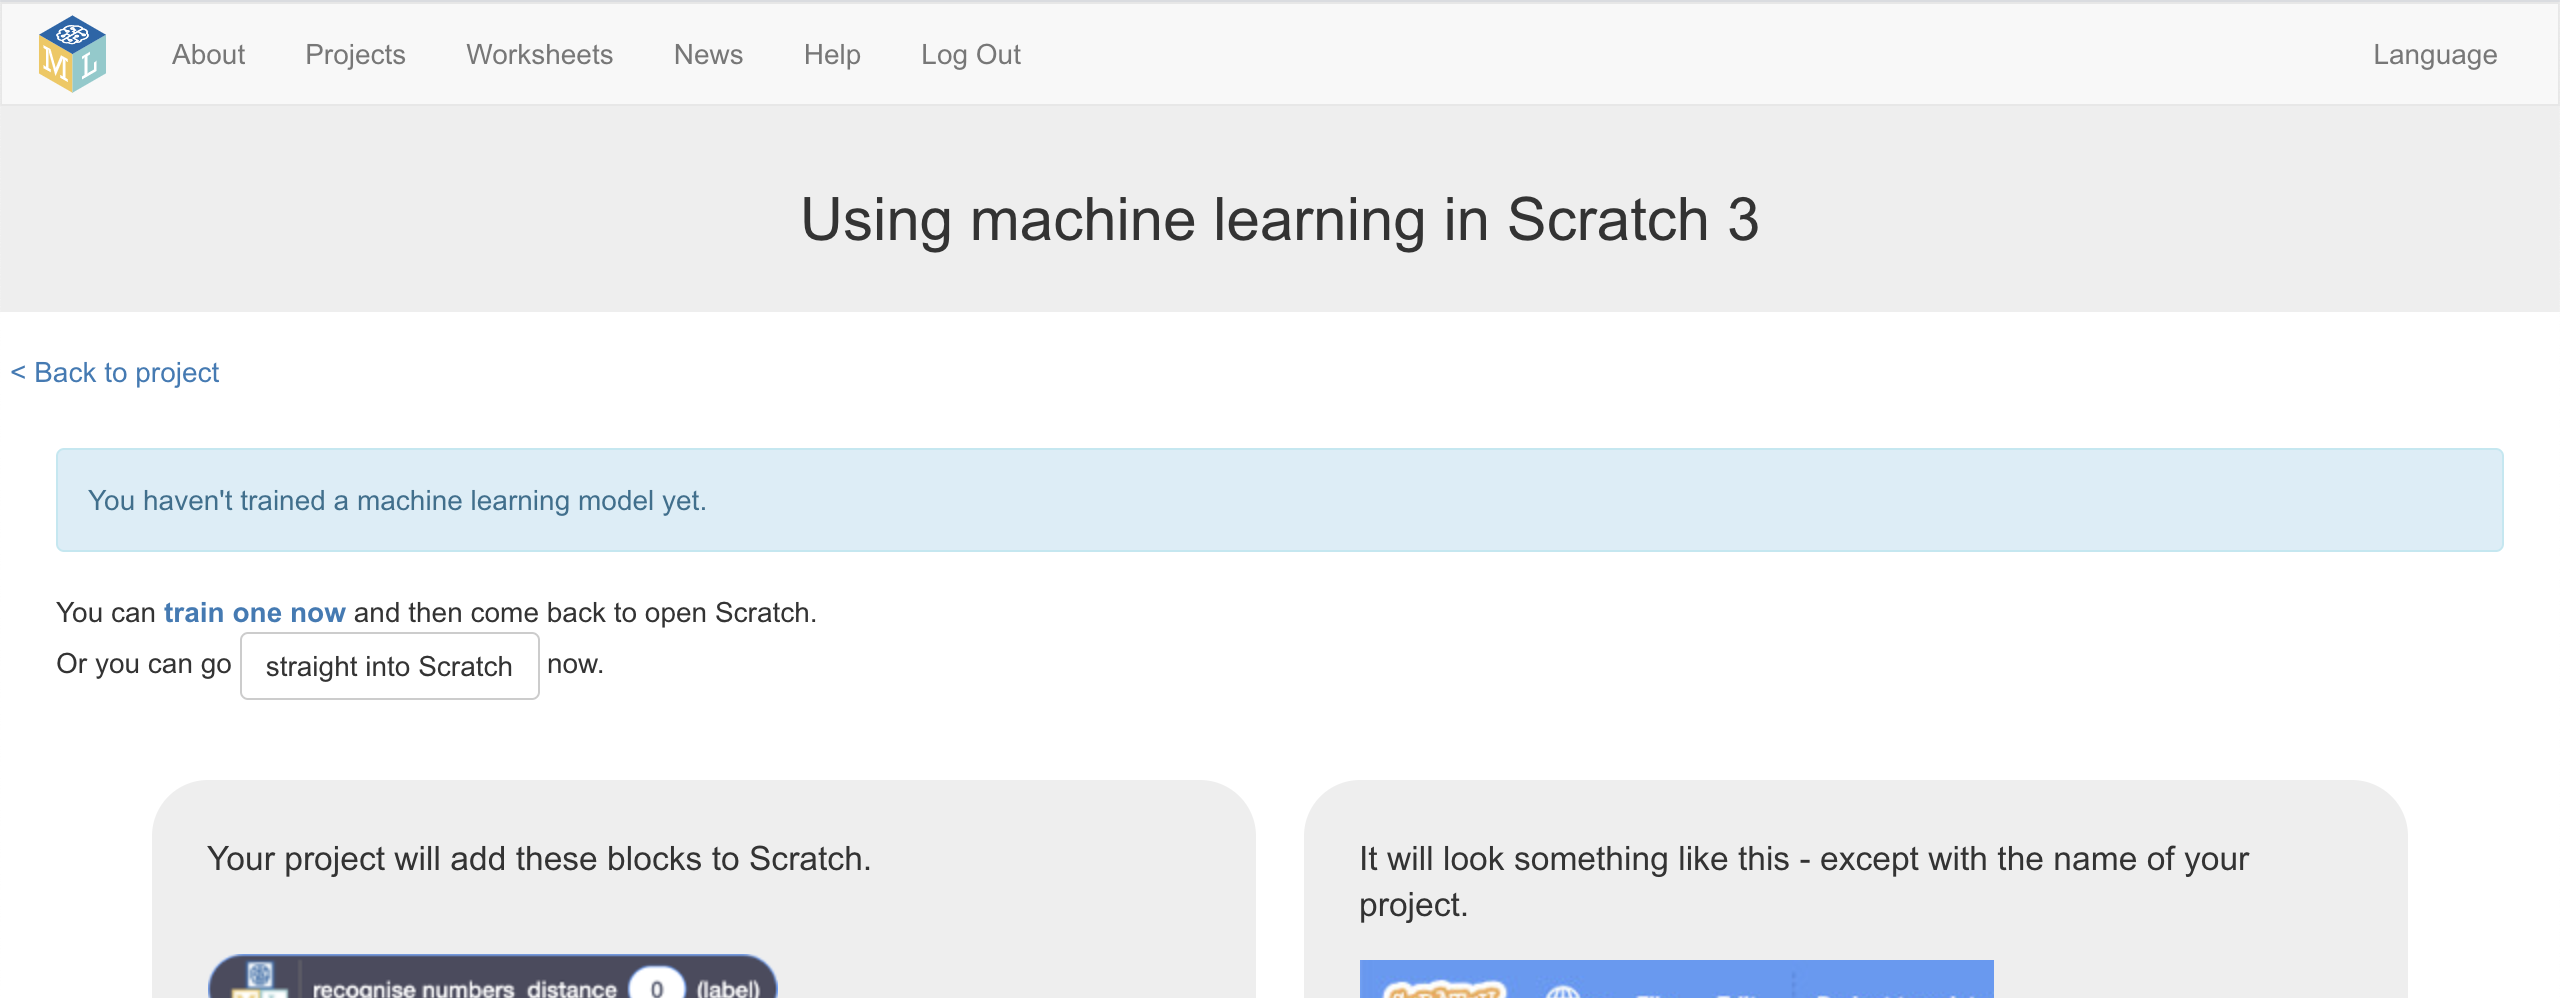 M L
About Projects Worksheets News Help Log Out Language
Using machine learning in Scratch 3
< Back to project
You haven't trained a machine learning model yet.
You can train one now and then come back to open Scratch.
Or you can go straight into Scratch now.
Your project will add these blocks to Scratch.
It will look something like this - except with the name of your
project.
recognise numbers distance 0 (label)